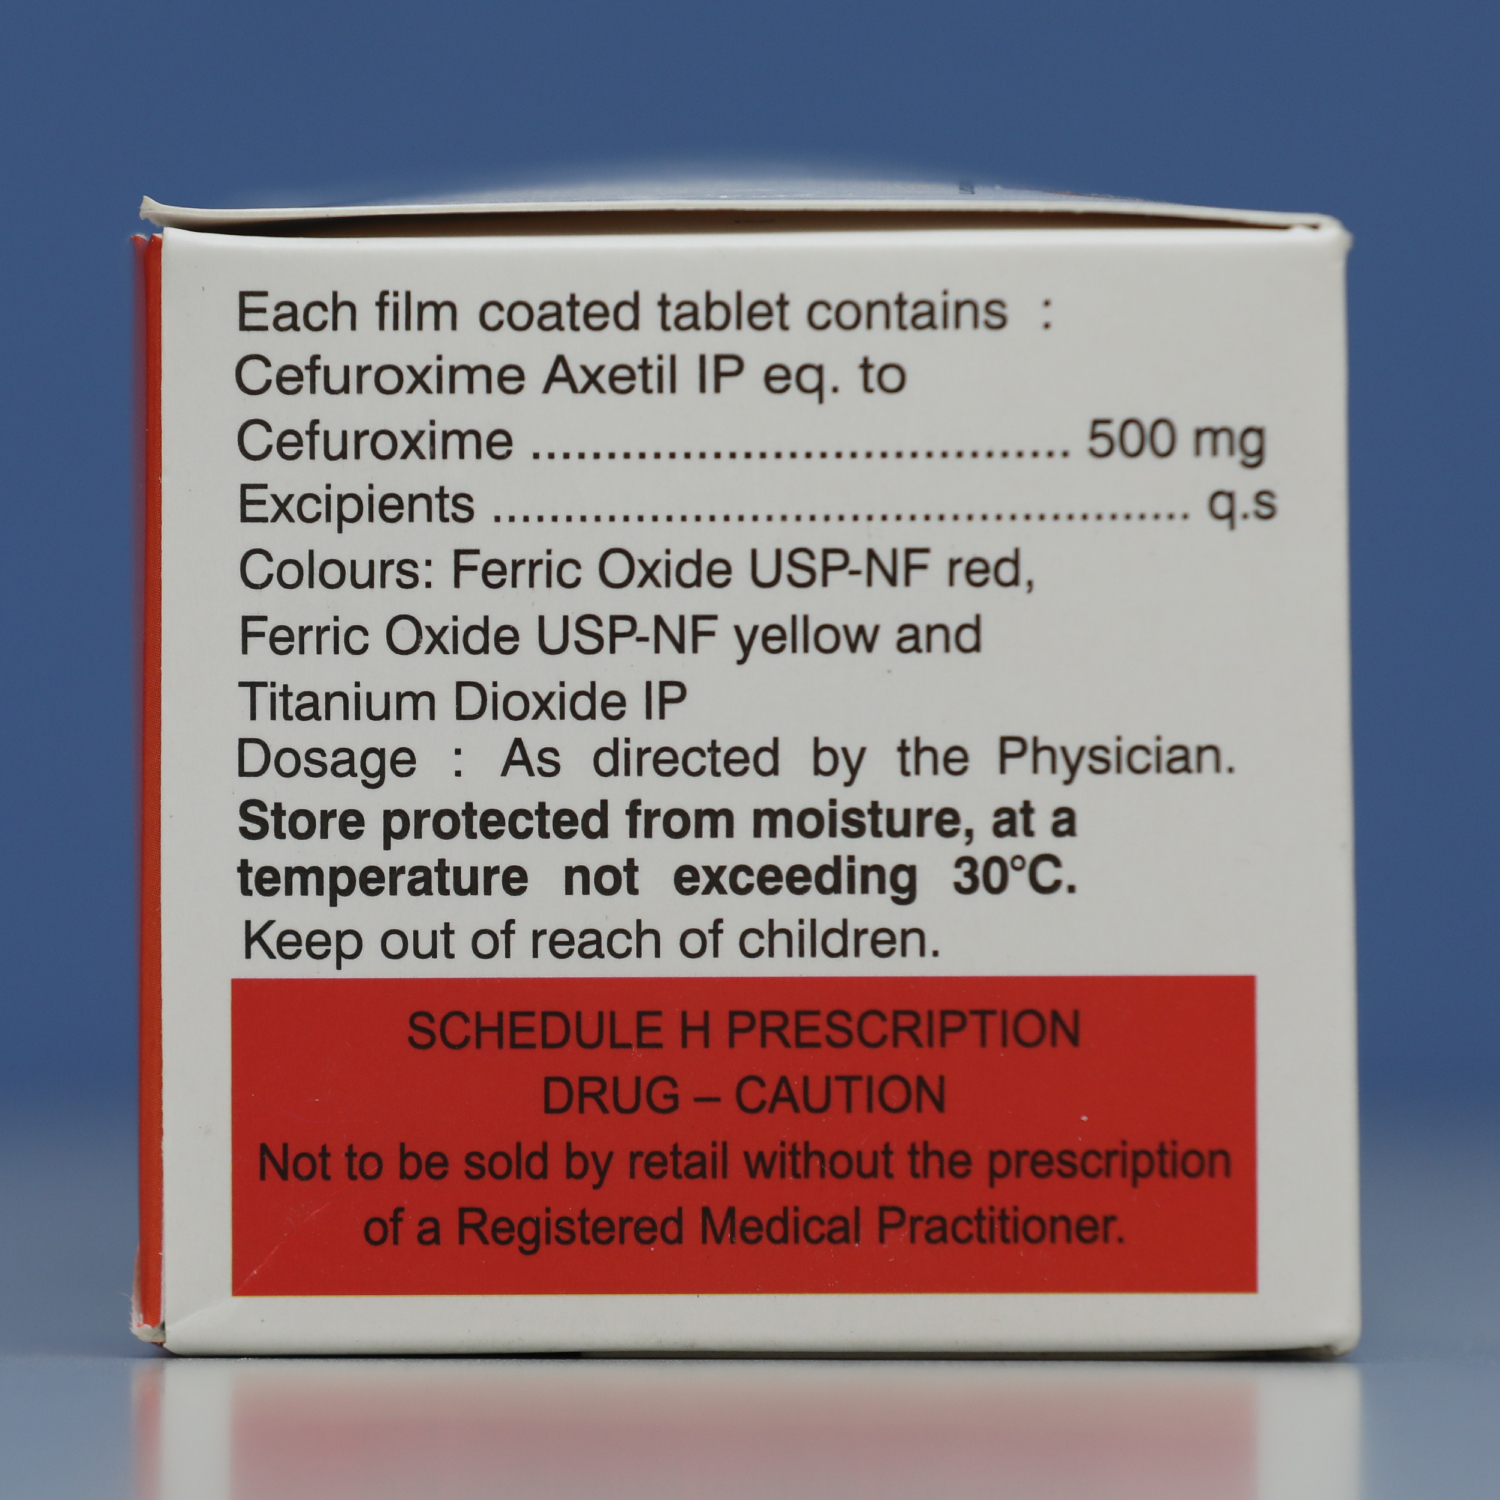 Each film coated tablet contains :
Cefuroxime Axetil IP eq. to
Cefuroxime ..................................... 500 mg
Excipients ................................................ q.s
Colours: Ferric Oxide USP-NF red,
Ferric Oxide USP-NF yellow and
Titanium Dioxide IP
Dosage : As directed by the Physician.
Store protected from moisture, at a
temperature not exceeding 30°C.
Keep out of reach of children.
SCHEDULE H PRESCRIPTION
DRUG – CAUTION
Not to be sold by retail without the prescription
of a Registered Medical Practitioner.